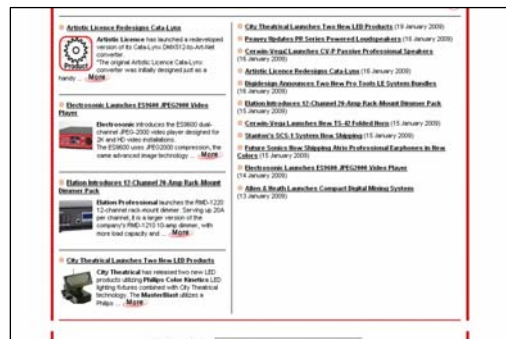 Artistic Licence Redesigns Cata-Lynx
Product
Artistic Licence has launched a redeveloped
version of its Cata-Lynx DMX512-to-Art-Net
converter.
"The original Artistic Licence Cata-Lynx
converter was initially designed just as a
handy ... More
Electrosonic Launches ES9600 JPEG2000 Video
Player
Electrosonic introduces the ES9600 dual-
channel JPEG-2000 video player designed for
2K and HD video installations.
The ES9600 uses JPEG2000 compression, the
same advanced image technology ... More
Elation Introduces 12-Channel 20-Amp Rack-Mount
Dimmer Pack
Elation Professional launches the RMD-1220
12-channel rack-mount dimmer. Serving up 20A
per channel, it is a larger version of the
company's RMD-1210 10-amp dimmer, with
more load capacity and ... More
City Theatrical Launches Two New LED Products
City Theatrical has released two new LED
products utilizing Philips Color Kinetics LED
lighting fixtures combined with City Theatrical
technology. The MasterBlast utilizes a
Philips ... More
City Theatrical Launches Two New LED Products (19 January 2009)
Peavey Updates PR Series Powered Loudspeakers (16 January 2009)
Cerwin-Vega! Launches CV-P Passive Professional Speakers
(16 January 2009)
Artistic Licence Redesigns Cata-Lynx (16 January 2009)
Digidesign Announces Two New Pro Tools LE System Bundles
(16 January 2009)
Elation Introduces 12-Channel 20-Amp Rack-Mount Dimmer Pack
(15 January 2009)
Cerwin-Vega Launches New TS-42 Folded Horn (15 January 2009)
Stanton's SCS.1 System Now Shipping (15 January 2009)
Future Sonics Now Shipping Atrio Professional Earphones in New
Colors (15 January 2009)
Electrosonic Launches ES9600 JPEG2000 Video Player
(14 January 2009)
Allen & Heath Launches Compact Digital Mixing System
(13 January 2009)